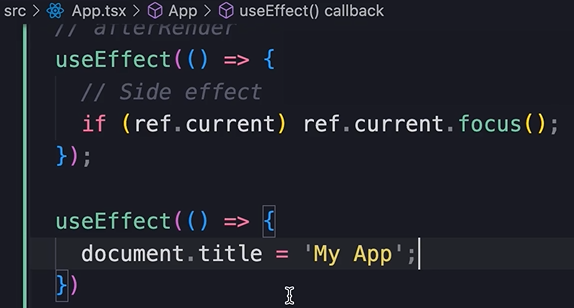 src > App.tsx > App > useEffect() callback
// afterRender
useEffect(() => {
// Side effect
if (ref.current) ref.current.focus();
});
useEffect(() => {
document.title = 'My App';
})